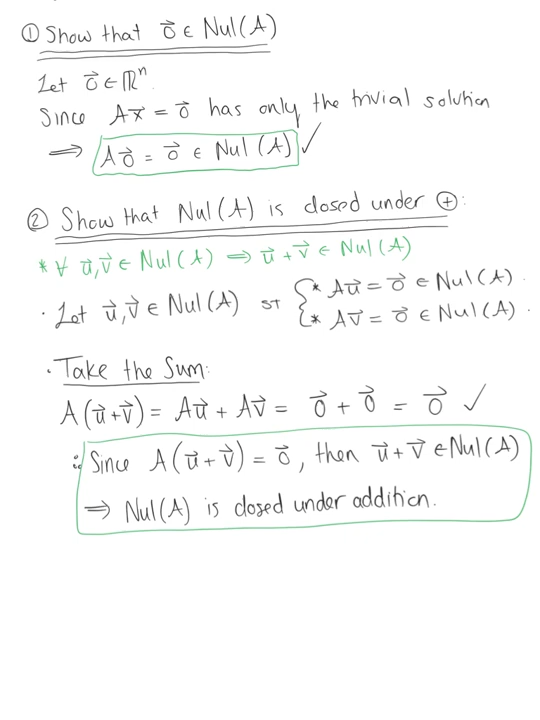 ① Show that 0⃗ ∈ Nul(A)
Let 0⃗ ∈ ℝⁿ
Since Ax⃗ = 0⃗ has only the trivial solution
⟹ A0⃗ = 0⃗ ∈ Nul (A) ✓
② Show that Nul(A) is closed under ⊕:
* ∀ u⃗,v⃗ ∈ Nul(A) ⟹ u⃗ + v⃗ ∈ Nul(A)
· Let u⃗,v⃗ ∈ Nul(A) st { * Au⃗ = 0⃗ ∈ Nul(A) .
* Av⃗ = 0⃗ ∈ Nul(A) .
· Take the Sum:
A(u⃗+v⃗) = Au⃗ + Av⃗ = 0⃗ + 0⃗ = 0⃗ ✓
∴ Since A(u⃗ + v⃗) = 0⃗, then u⃗ + v⃗ ∈ Nul(A)
⟹ Nul(A) is closed under addition.